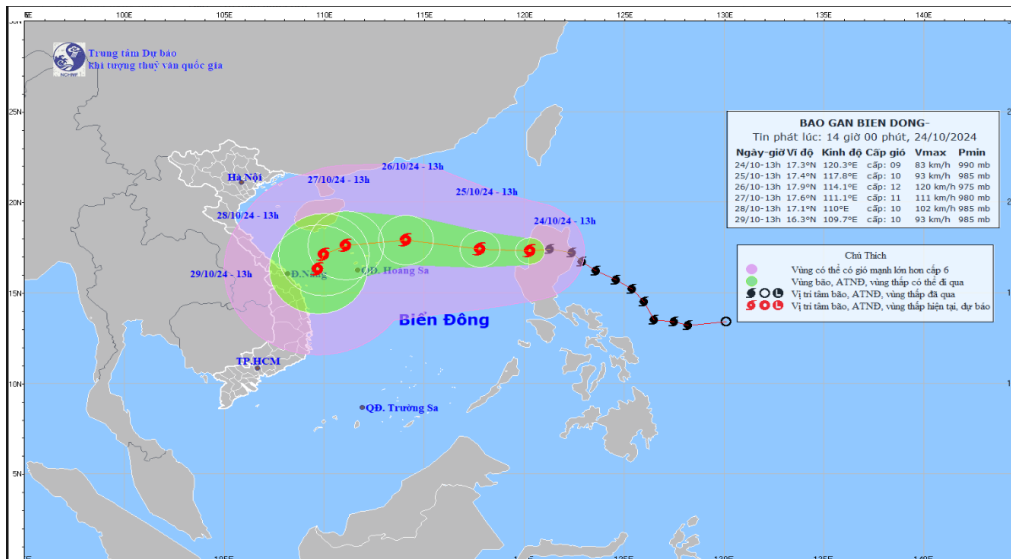 E 100E 105E 110E 115E 120E 125E 130E 135E 140E
Trung tâm Dự báo
khí tượng thuỷ văn quốc gia
NCHMF
25N
20N
15N
10N
5N
Hà Nội
26/10/24 - 13h
27/10/24 - 13h
25/10/24 - 13h
28/10/24 - 13h
24/10/24 - 13h
29/10/24 - 13h
Đ.Nẵng
QĐ. Hoàng Sa
Biển Đông
TP.HCM
QĐ. Trường Sa
BAO GAN BIEN DONG-
Tin phát lúc: 14 giờ 00 phút, 24/10/2024
Ngày-giờ Vĩ độ Kinh độ Cấp gió Vmax Pmin
24/10-13h 17.3°N 120.3°E cấp: 09 83 km/h 990 mb
25/10-13h 17.4°N 117.8°E cấp: 10 93 km/h 985 mb
26/10-13h 17.9°N 114.1°E cấp: 12 120 km/h 975 mb
27/10-13h 17.6°N 111.1°E cấp: 11 111 km/h 980 mb
28/10-13h 17.1°N 110°E cấp: 10 102 km/h 985 mb
29/10-13h 16.3°N 109.7°E cấp: 10 93 km/h 985 mb
Chú Thích
Vùng có thể có gió mạnh lớn hơn cấp 6
Vùng bão, ATNĐ, vùng thấp có thể đi qua
Vị trí tâm bão, ATNĐ, vùng thấp đã qua
Vị trí tâm bão, ATNĐ, vùng thấp hiện tại, dự báo